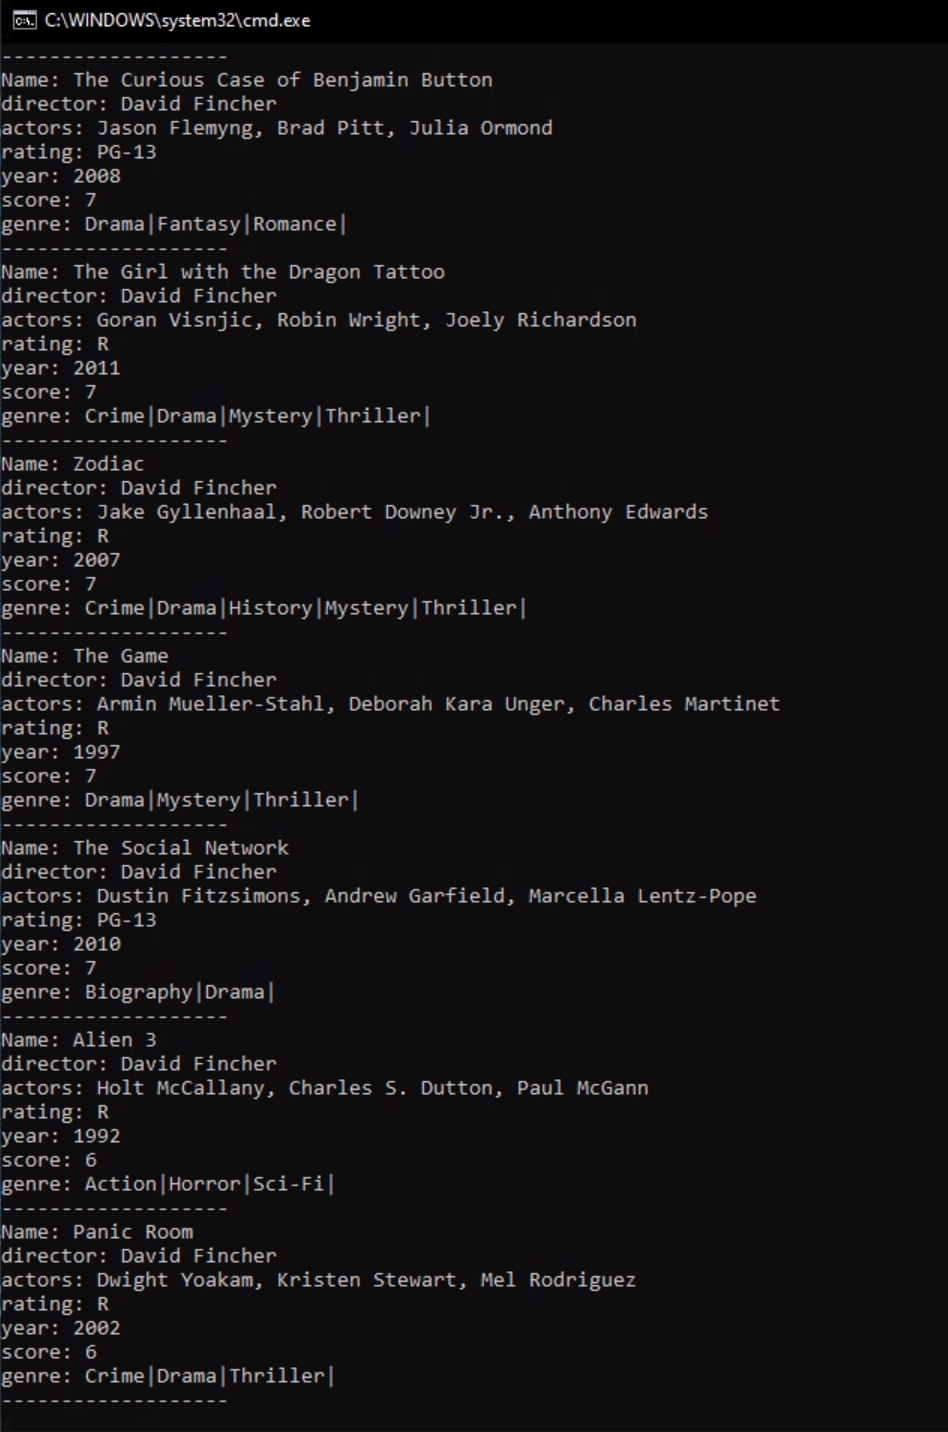 C:\WINDOWS\system32\cmd.exe
-------------------
Name: The Curious Case of Benjamin Button
director: David Fincher
actors: Jason Flemyng, Brad Pitt, Julia Ormond
rating: PG-13
year: 2008
score: 7
genre: Drama|Fantasy|Romance|
-------------------
Name: The Girl with the Dragon Tattoo
director: David Fincher
actors: Goran Visnjic, Robin Wright, Joely Richardson
rating: R
year: 2011
score: 7
genre: Crime|Drama|Mystery|Thriller|
-------------------
Name: Zodiac
director: David Fincher
actors: Jake Gyllenhaal, Robert Downey Jr., Anthony Edwards
rating: R
year: 2007
score: 7
genre: Crime|Drama|History|Mystery|Thriller|
-------------------
Name: The Game
director: David Fincher
actors: Armin Mueller-Stahl, Deborah Kara Unger, Charles Martinet
rating: R
year: 1997
score: 7
genre: Drama|Mystery|Thriller|
-------------------
Name: The Social Network
director: David Fincher
actors: Dustin Fitzsimons, Andrew Garfield, Marcella Lentz-Pope
rating: PG-13
year: 2010
score: 7
genre: Biography|Drama|
-------------------
Name: Alien 3
director: David Fincher
actors: Holt McCallany, Charles S. Dutton, Paul McGann
rating: R
year: 1992
score: 6
genre: Action|Horror|Sci-Fi|
-------------------
Name: Panic Room
director: David Fincher
actors: Dwight Yoakam, Kristen Stewart, Mel Rodriguez
rating: R
year: 2002
score: 6
genre: Crime|Drama|Thriller|
-------------------